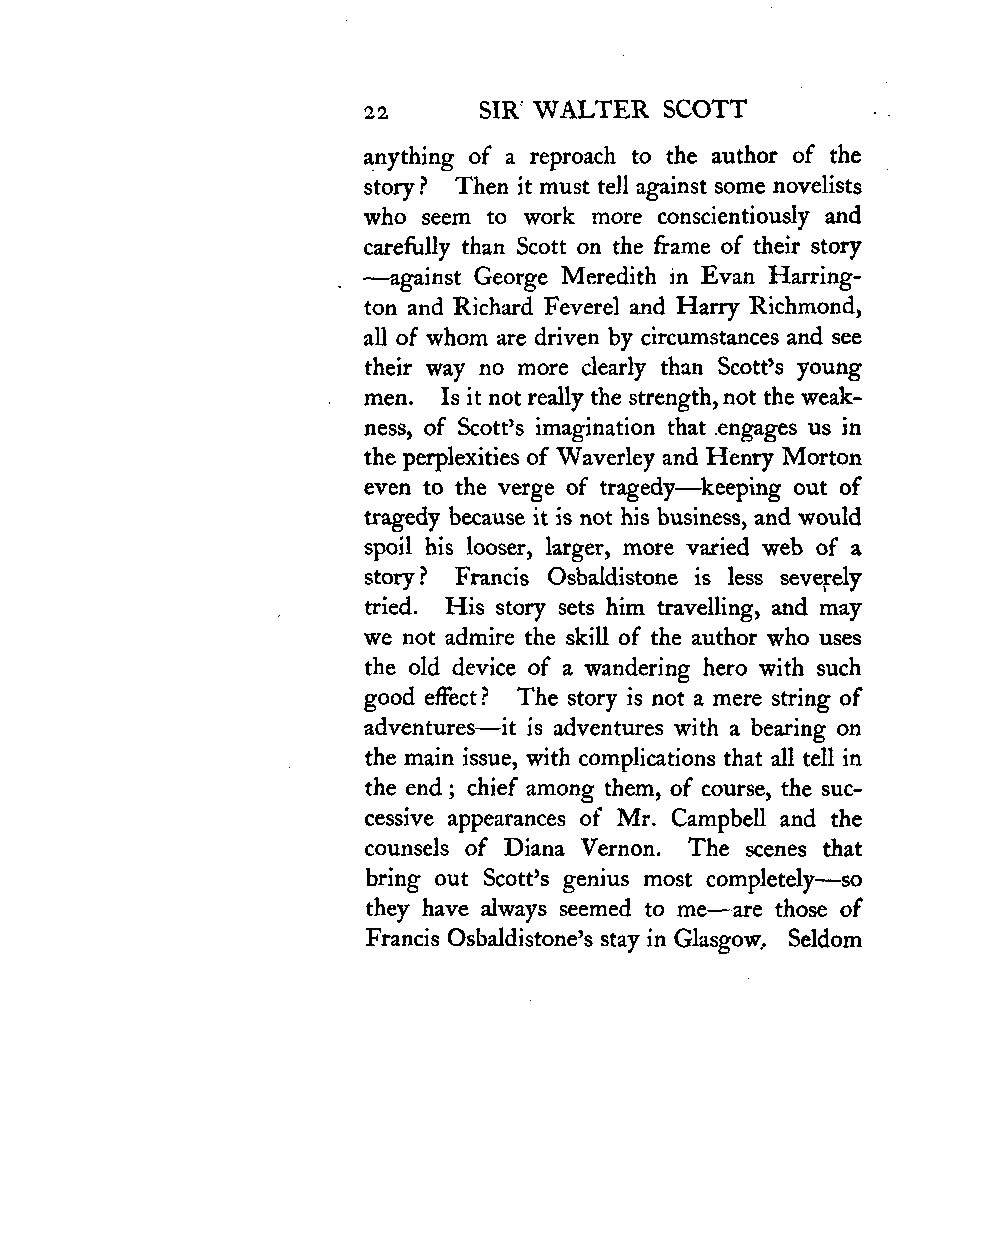 22 SIR WALTER SCOTT
anything of a reproach to the author of the
story? Then it must tell against some novelists
who seem to work more conscientiously and
carefully than Scott on the frame of their story
—against George Meredith in Evan Harring-
ton and Richard Feverel and Harry Richmond,
all of whom are driven by circumstances and see
their way no more clearly than Scott's young
men. Is it not really the strength, not the weak-
ness, of Scott's imagination that engages us in
the perplexities of Waverley and Henry Morton
even to the verge of tragedy—keeping out of
tragedy because it is not his business, and would
spoil his looser, larger, more varied web of a
story? Francis Osbaldistone is less severely
tried. His story sets him travelling, and may
we not admire the skill of the author who uses
the old device of a wandering hero with such
good effect? The story is not a mere string of
adventures—it is adventures with a bearing on
the main issue, with complications that all tell in
the end; chief among them, of course, the suc-
cessive appearances of Mr. Campbell and the
counsels of Diana Vernon. The scenes that
bring out Scott's genius most completely—so
they have always seemed to me—are those of
Francis Osbaldistone's stay in Glasgow. Seldom